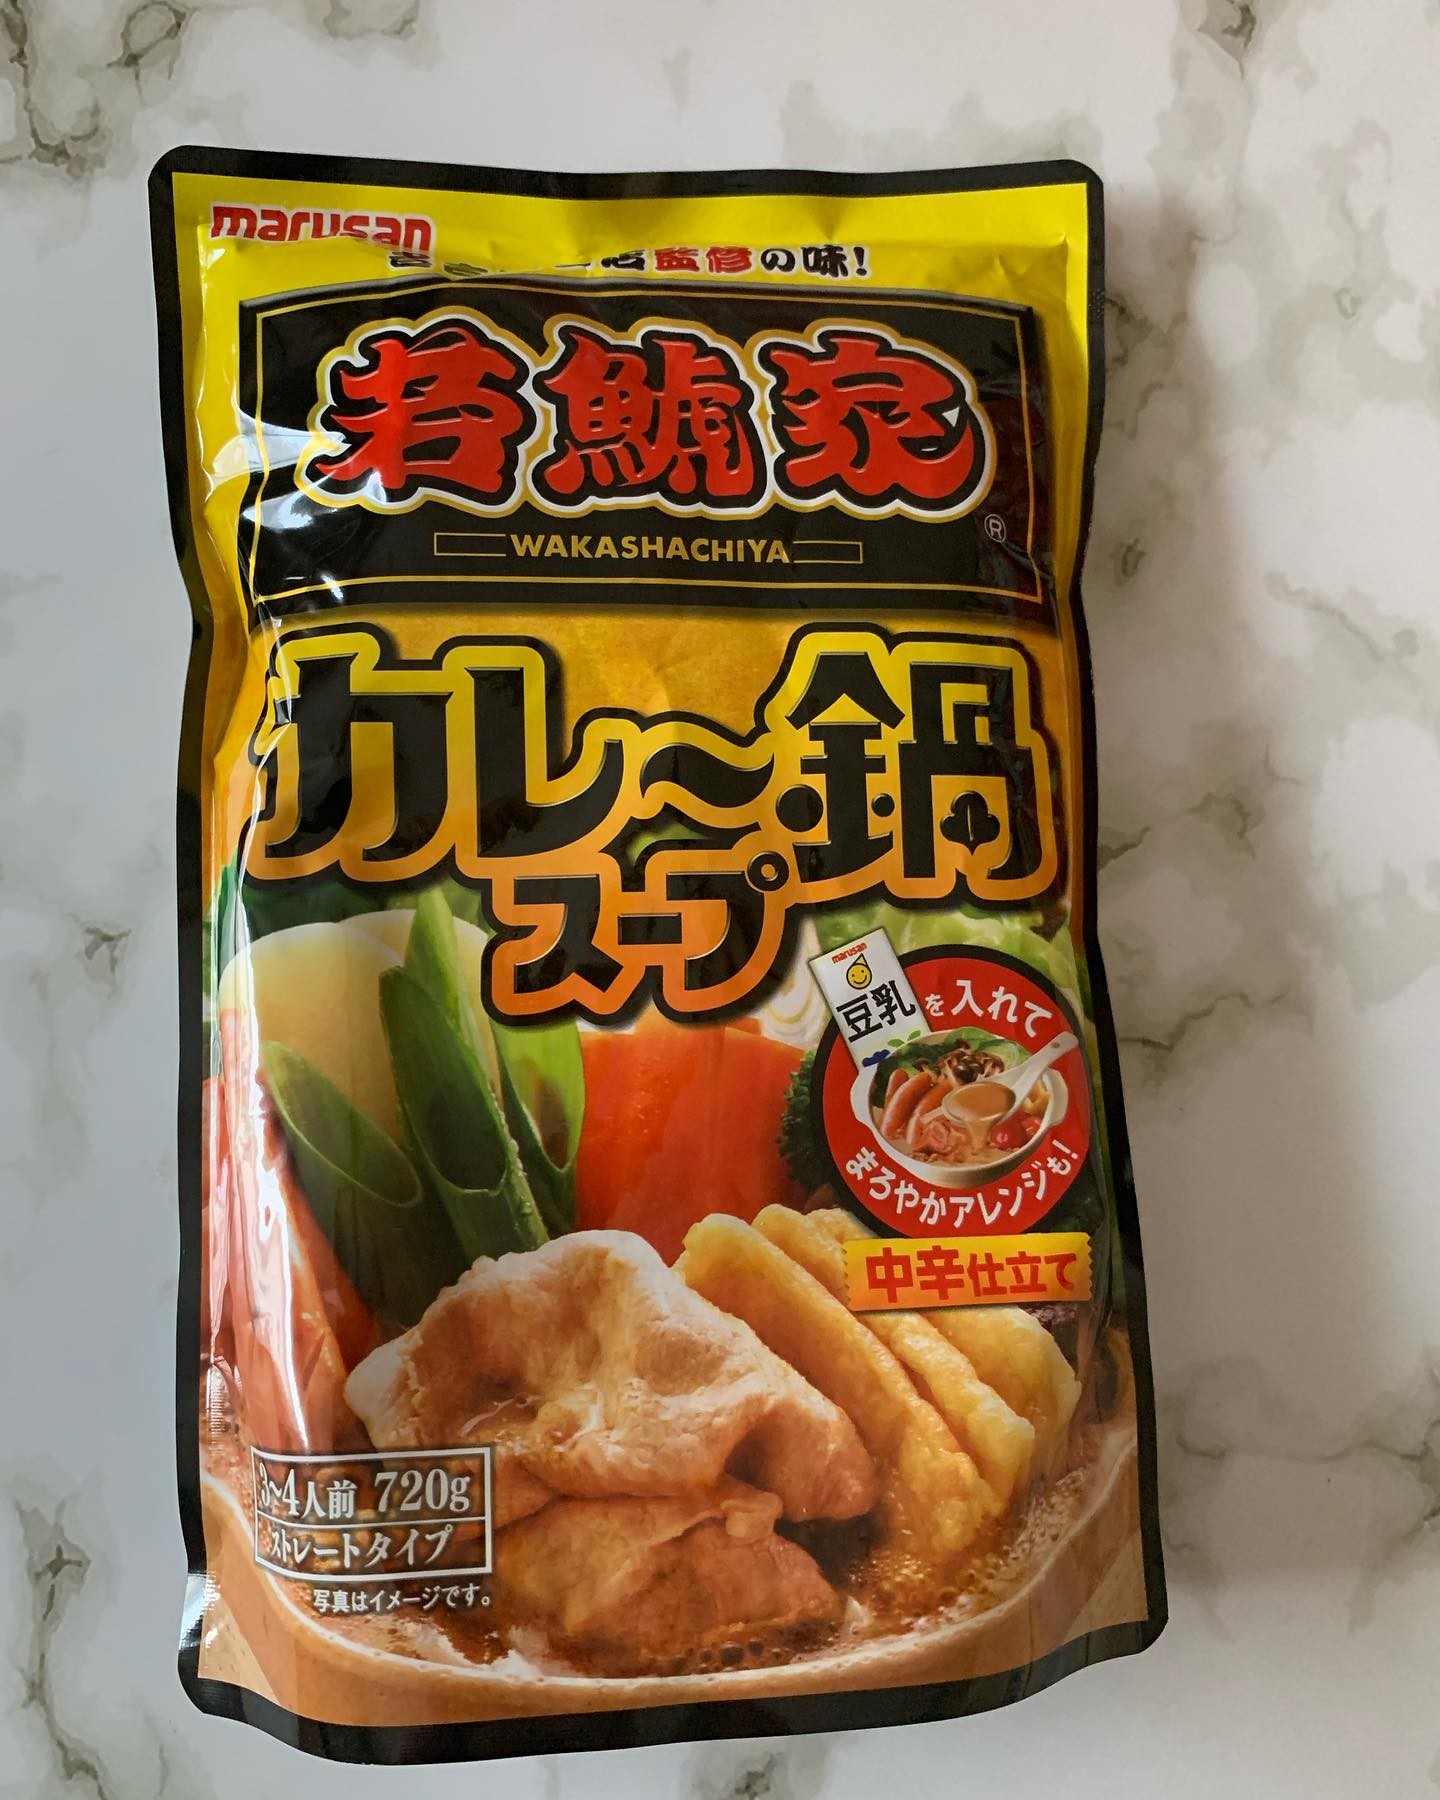 marusan
監修の味!
若鯱家
®
WAKASHACHIYA
カレー鍋
スープ
marusan
豆乳
を入れて
まろやかアレンジも!
中辛仕立て
3~4人前 720g
ストレートタイプ
写真はイメージです。